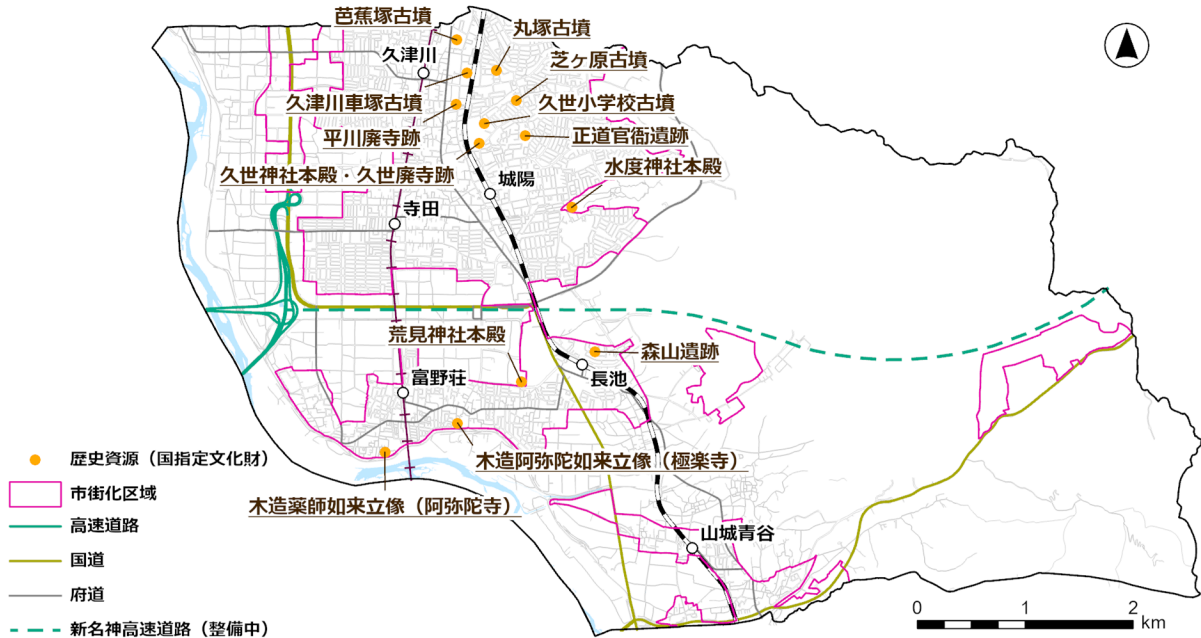 芭蕉塚古墳
丸塚古墳
久津川
芝ヶ原古墳
久津川車塚古墳
久世小学校古墳
平川廃寺跡
正道官衙遺跡
久世神社本殿・久世廃寺跡
水度神社本殿
城陽
寺田
荒見神社本殿
森山遺跡
長池
富野荘
木造阿弥陀如来立像（極楽寺）
木造薬師如来立像（阿弥陀寺）
山城青谷
歴史資源（国指定文化財）
市街化区域
高速道路
国道
府道
新名神高速道路（整備中）
0 1 2
km